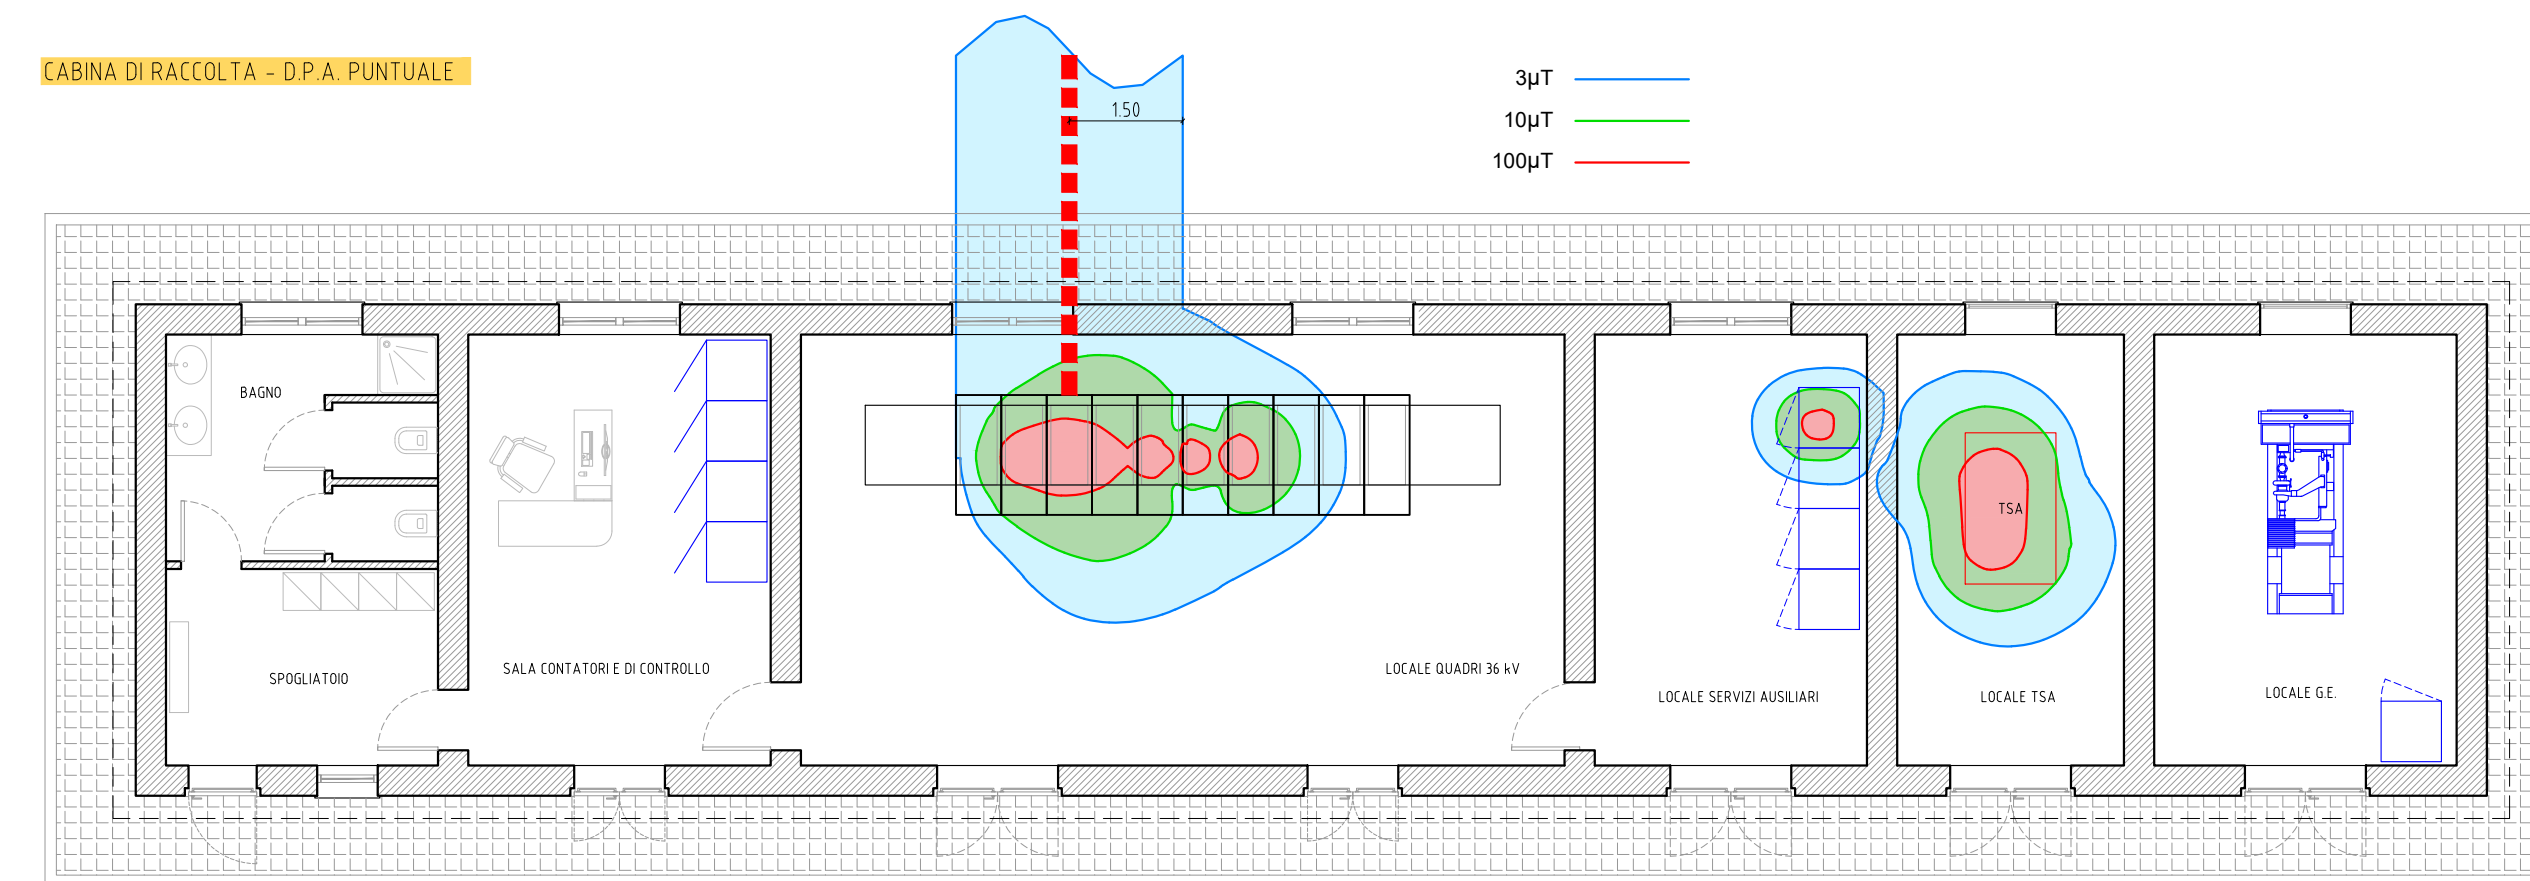 CABINA DI RACCOLTA - D.P.A. PUNTUALE
3µT
10µT
100µT
1.50
BAGNO
TSA
SPOGLIATOIO
SALA CONTATORI E DI CONTROLLO
LOCALE QUADRI 36 kV
LOCALE SERVIZI AUSILIARI
LOCALE TSA
LOCALE G.E.